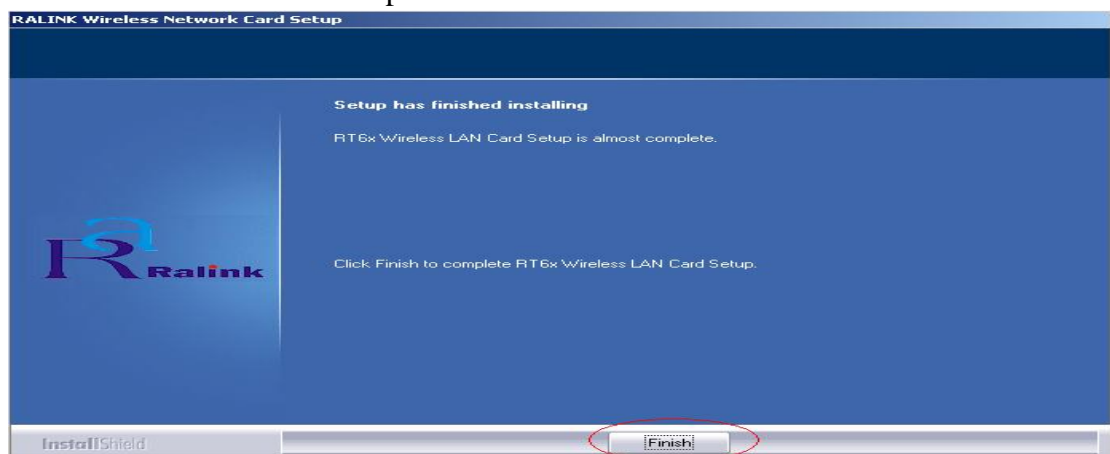 RALINK Wireless Network Card Setup
Setup has finished installing
RT6x Wireless LAN Card Setup is almost complete.
Ralink
Click Finish to complete RT6x Wireless LAN Card Setup.
InstallShield
Finish